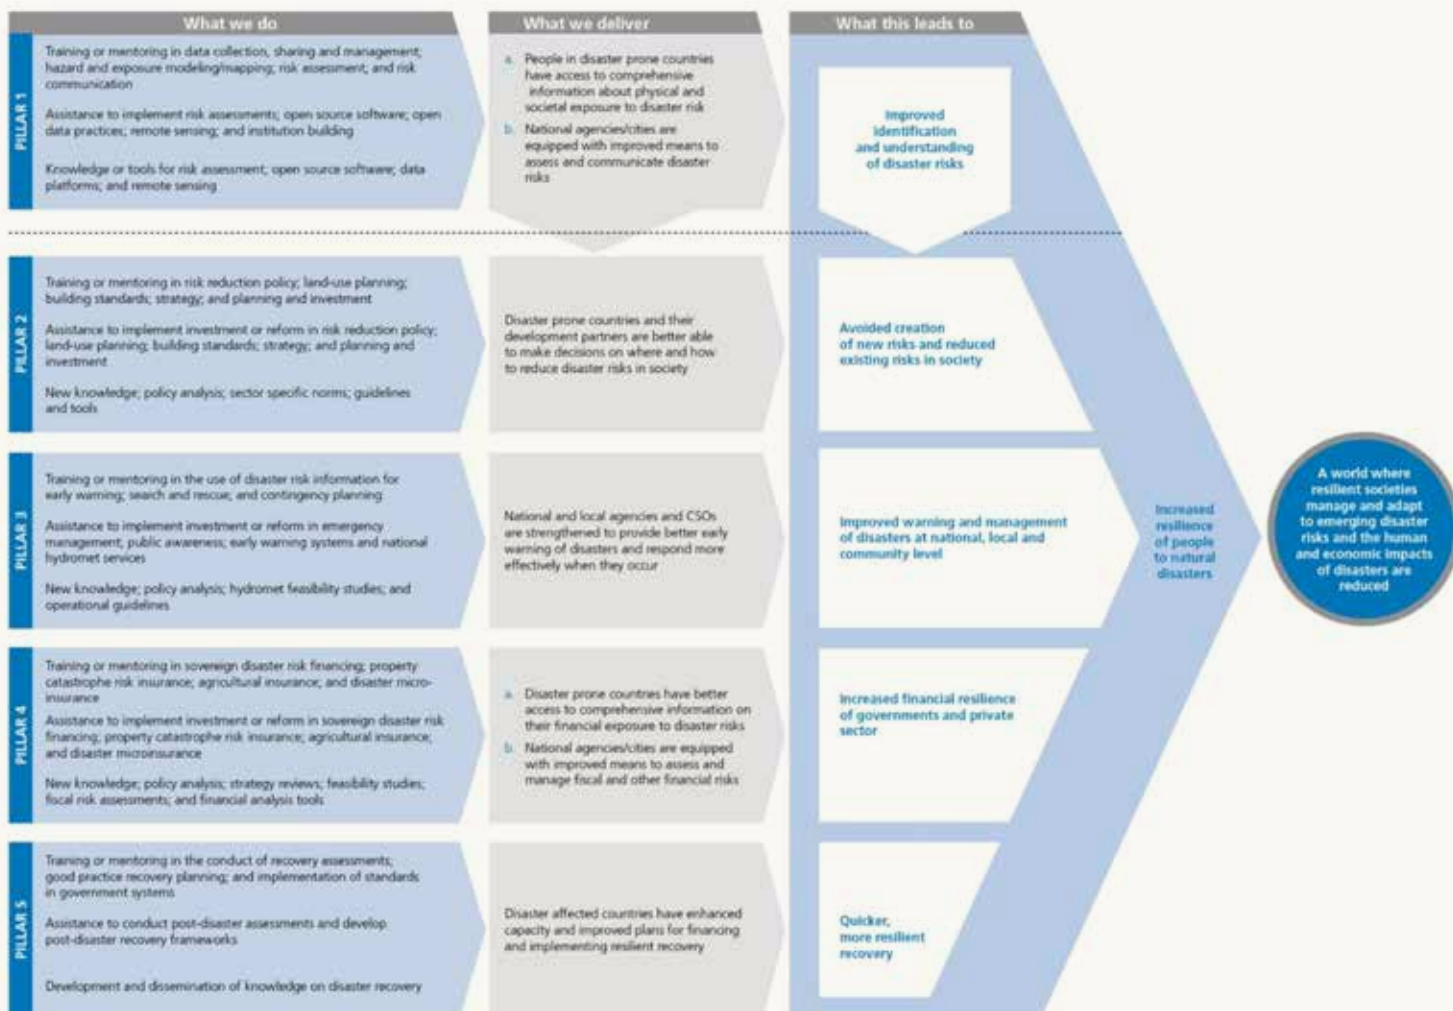 What we do
What we deliver
What this leads to
PILLAR 1
Training or mentoring in data collection, sharing and management;
hazard and exposure modeling/mapping; risk assessment; and risk
communication
Assistance to implement risk assessments; open source software; open
data practices; remote sensing; and institution building
Knowledge or tools for risk assessment; open source software; data
platforms; and remote sensing
a. People in disaster prone countries
have access to comprehensive
information about physical and
societal exposure to disaster risk
b. National agencies/cities are
equipped with improved means to
assess and communicate disaster
risks
Improved
identification
and understanding
of disaster risks
PILLAR 2
Training or mentoring in risk reduction policy; land-use planning;
building standards; strategy; and planning and investment
Assistance to implement investment or reform in risk reduction policy;
land-use planning; building standards; strategy; and planning and
investment
New knowledge; policy analysis; sector specific norms; guidelines
and tools
Disaster prone countries and their
development partners are better able
to make decisions on where and how
to reduce disaster risks in society
Avoided creation
of new risks and reduced
existing risks in society
PILLAR 3
Training or mentoring in the use of disaster risk information for
early warning; search and rescue; and contingency planning
Assistance to implement investment or reform in emergency
management; public awareness; early warning systems and national
hydromet services
New knowledge; policy analysis; hydromet feasibility studies; and
operational guidelines
National and local agencies and CSOs
are strengthened to provide better early
warning of disasters and respond more
effectively when they occur
Improved warning and management
of disasters at national, local and
community level
PILLAR 4
Training or mentoring in sovereign disaster risk financing; property
catastrophe risk insurance; agricultural insurance; and disaster micro-
insurance
Assistance to implement investment or reform in sovereign disaster risk
financing; property catastrophe risk insurance; agricultural insurance;
and disaster microinsurance
New knowledge; policy analysis; strategy reviews; feasibility studies;
fiscal risk assessments; and financial analysis tools
a. Disaster prone countries have better
access to comprehensive information on
their financial exposure to disaster risks
b. National agencies/cities are equipped
with improved means to assess and
manage fiscal and other financial risks
Increased financial resilience
of governments and private
sector
PILLAR 5
Training or mentoring in the conduct of recovery assessments;
good practice recovery planning; and implementation of standards
in government systems
Assistance to conduct post-disaster assessments and develop
post-disaster recovery frameworks
Development and dissemination of knowledge on disaster recovery
Disaster affected countries have enhanced
capacity and improved plans for financing
and implementing resilient recovery
Quicker,
more resilient
recovery
Increased
resilience
of people
to natural
disasters
A world where
resilient societies
manage and adapt
to emerging disaster
risks and the human
and economic impacts
of disasters are
reduced